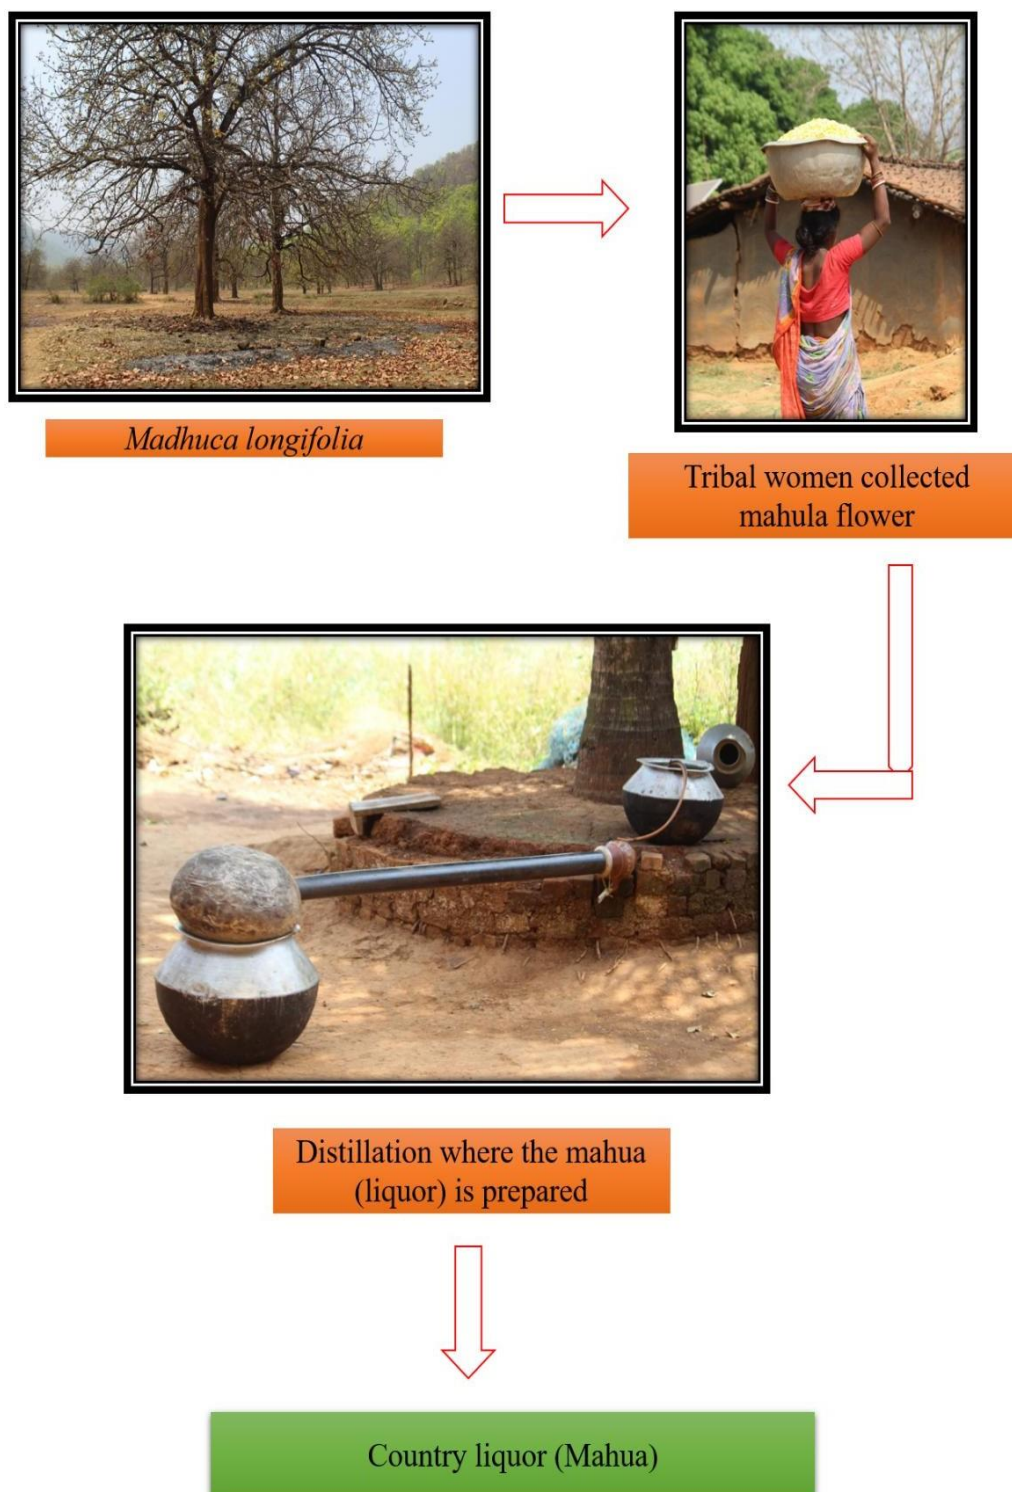 Madhuca longifolia
Tribal women collected
mahula flower
Distillation where the mahua
(liquor) is prepared
Country liquor (Mahua)